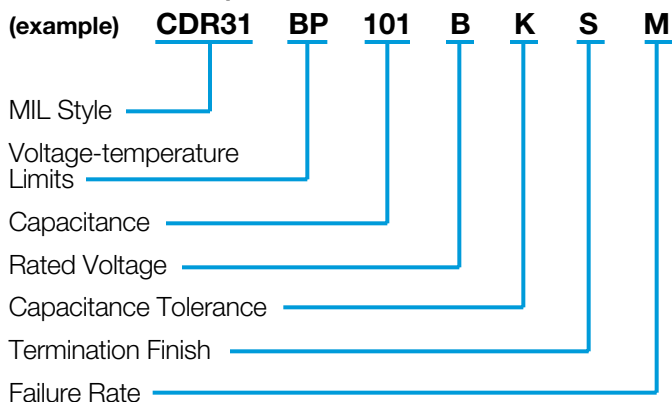 (example) CDR31 BP 101 B K S M
MIL Style
Voltage-temperature
Limits
Capacitance
Rated Voltage
Capacitance Tolerance
Termination Finish
Failure Rate